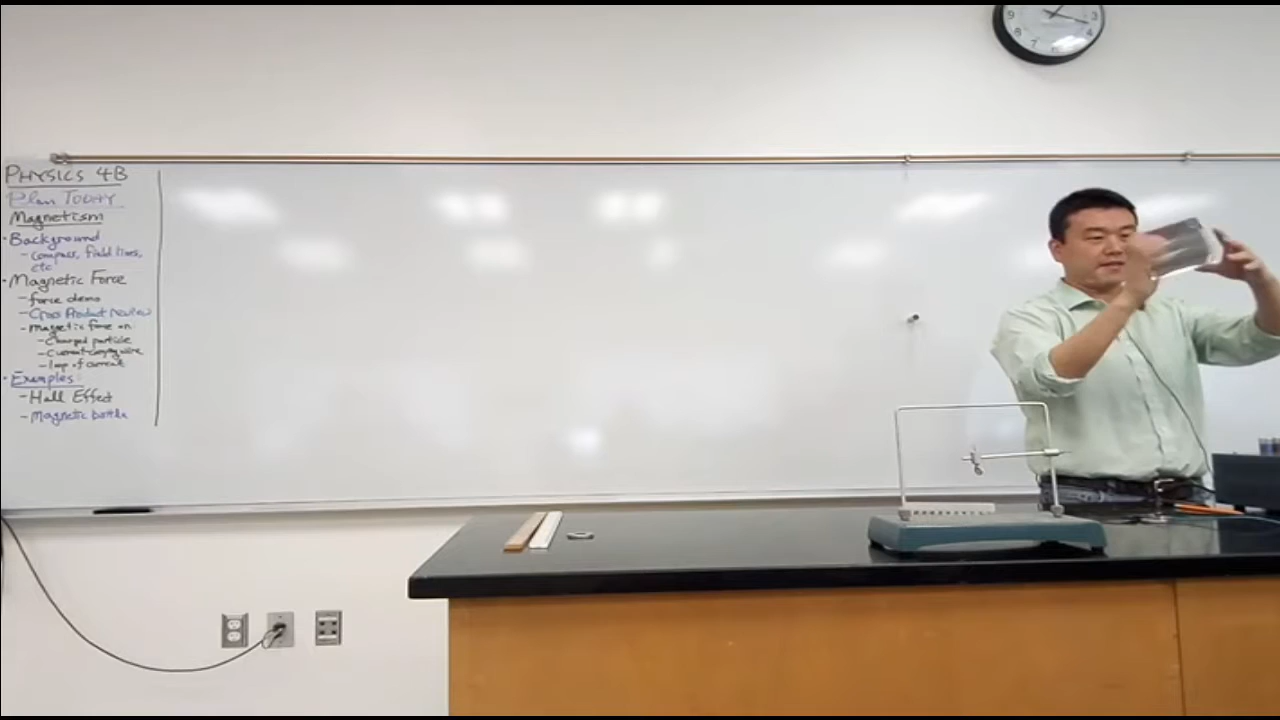 PHYSICS 4B
Plan TODAY
Magnetism
• Background
- compass, field lines,
etc
• Magnetic Force
- force demo
- Cross Product Review
- Magnetic force on:
- Charged particle
- Current carrying wire
- loop of current
• Examples:
- Hall Effect
- Magnetic bottle